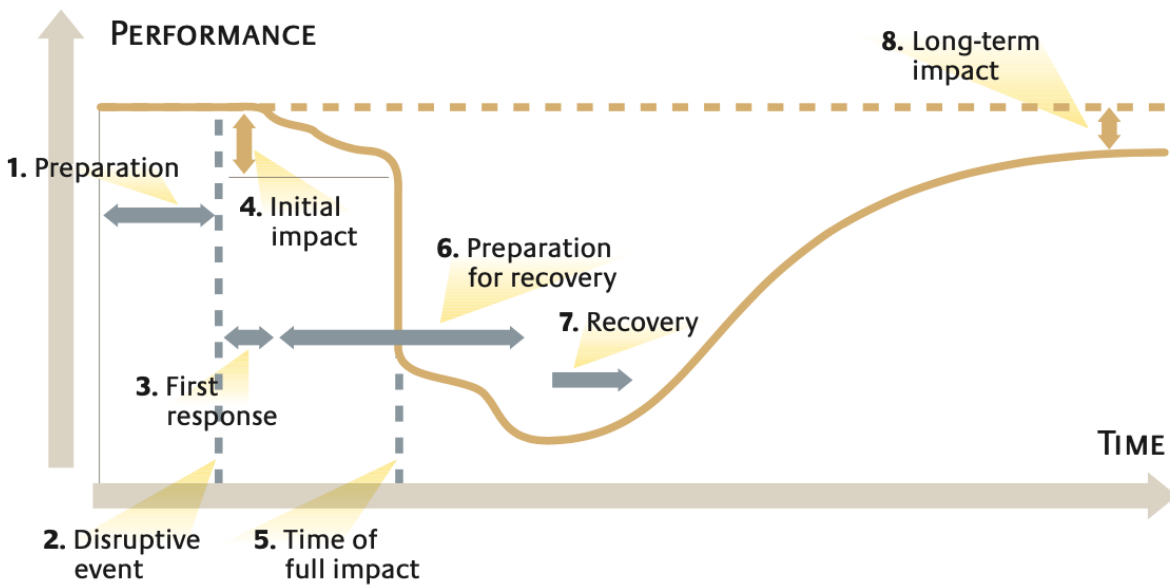 PERFORMANCE
8. Long-term
impact
1. Preparation
4. Initial
impact
6. Preparation
for recovery
7. Recovery
3. First
response
TIME
2. Disruptive
event
5. Time of
full impact